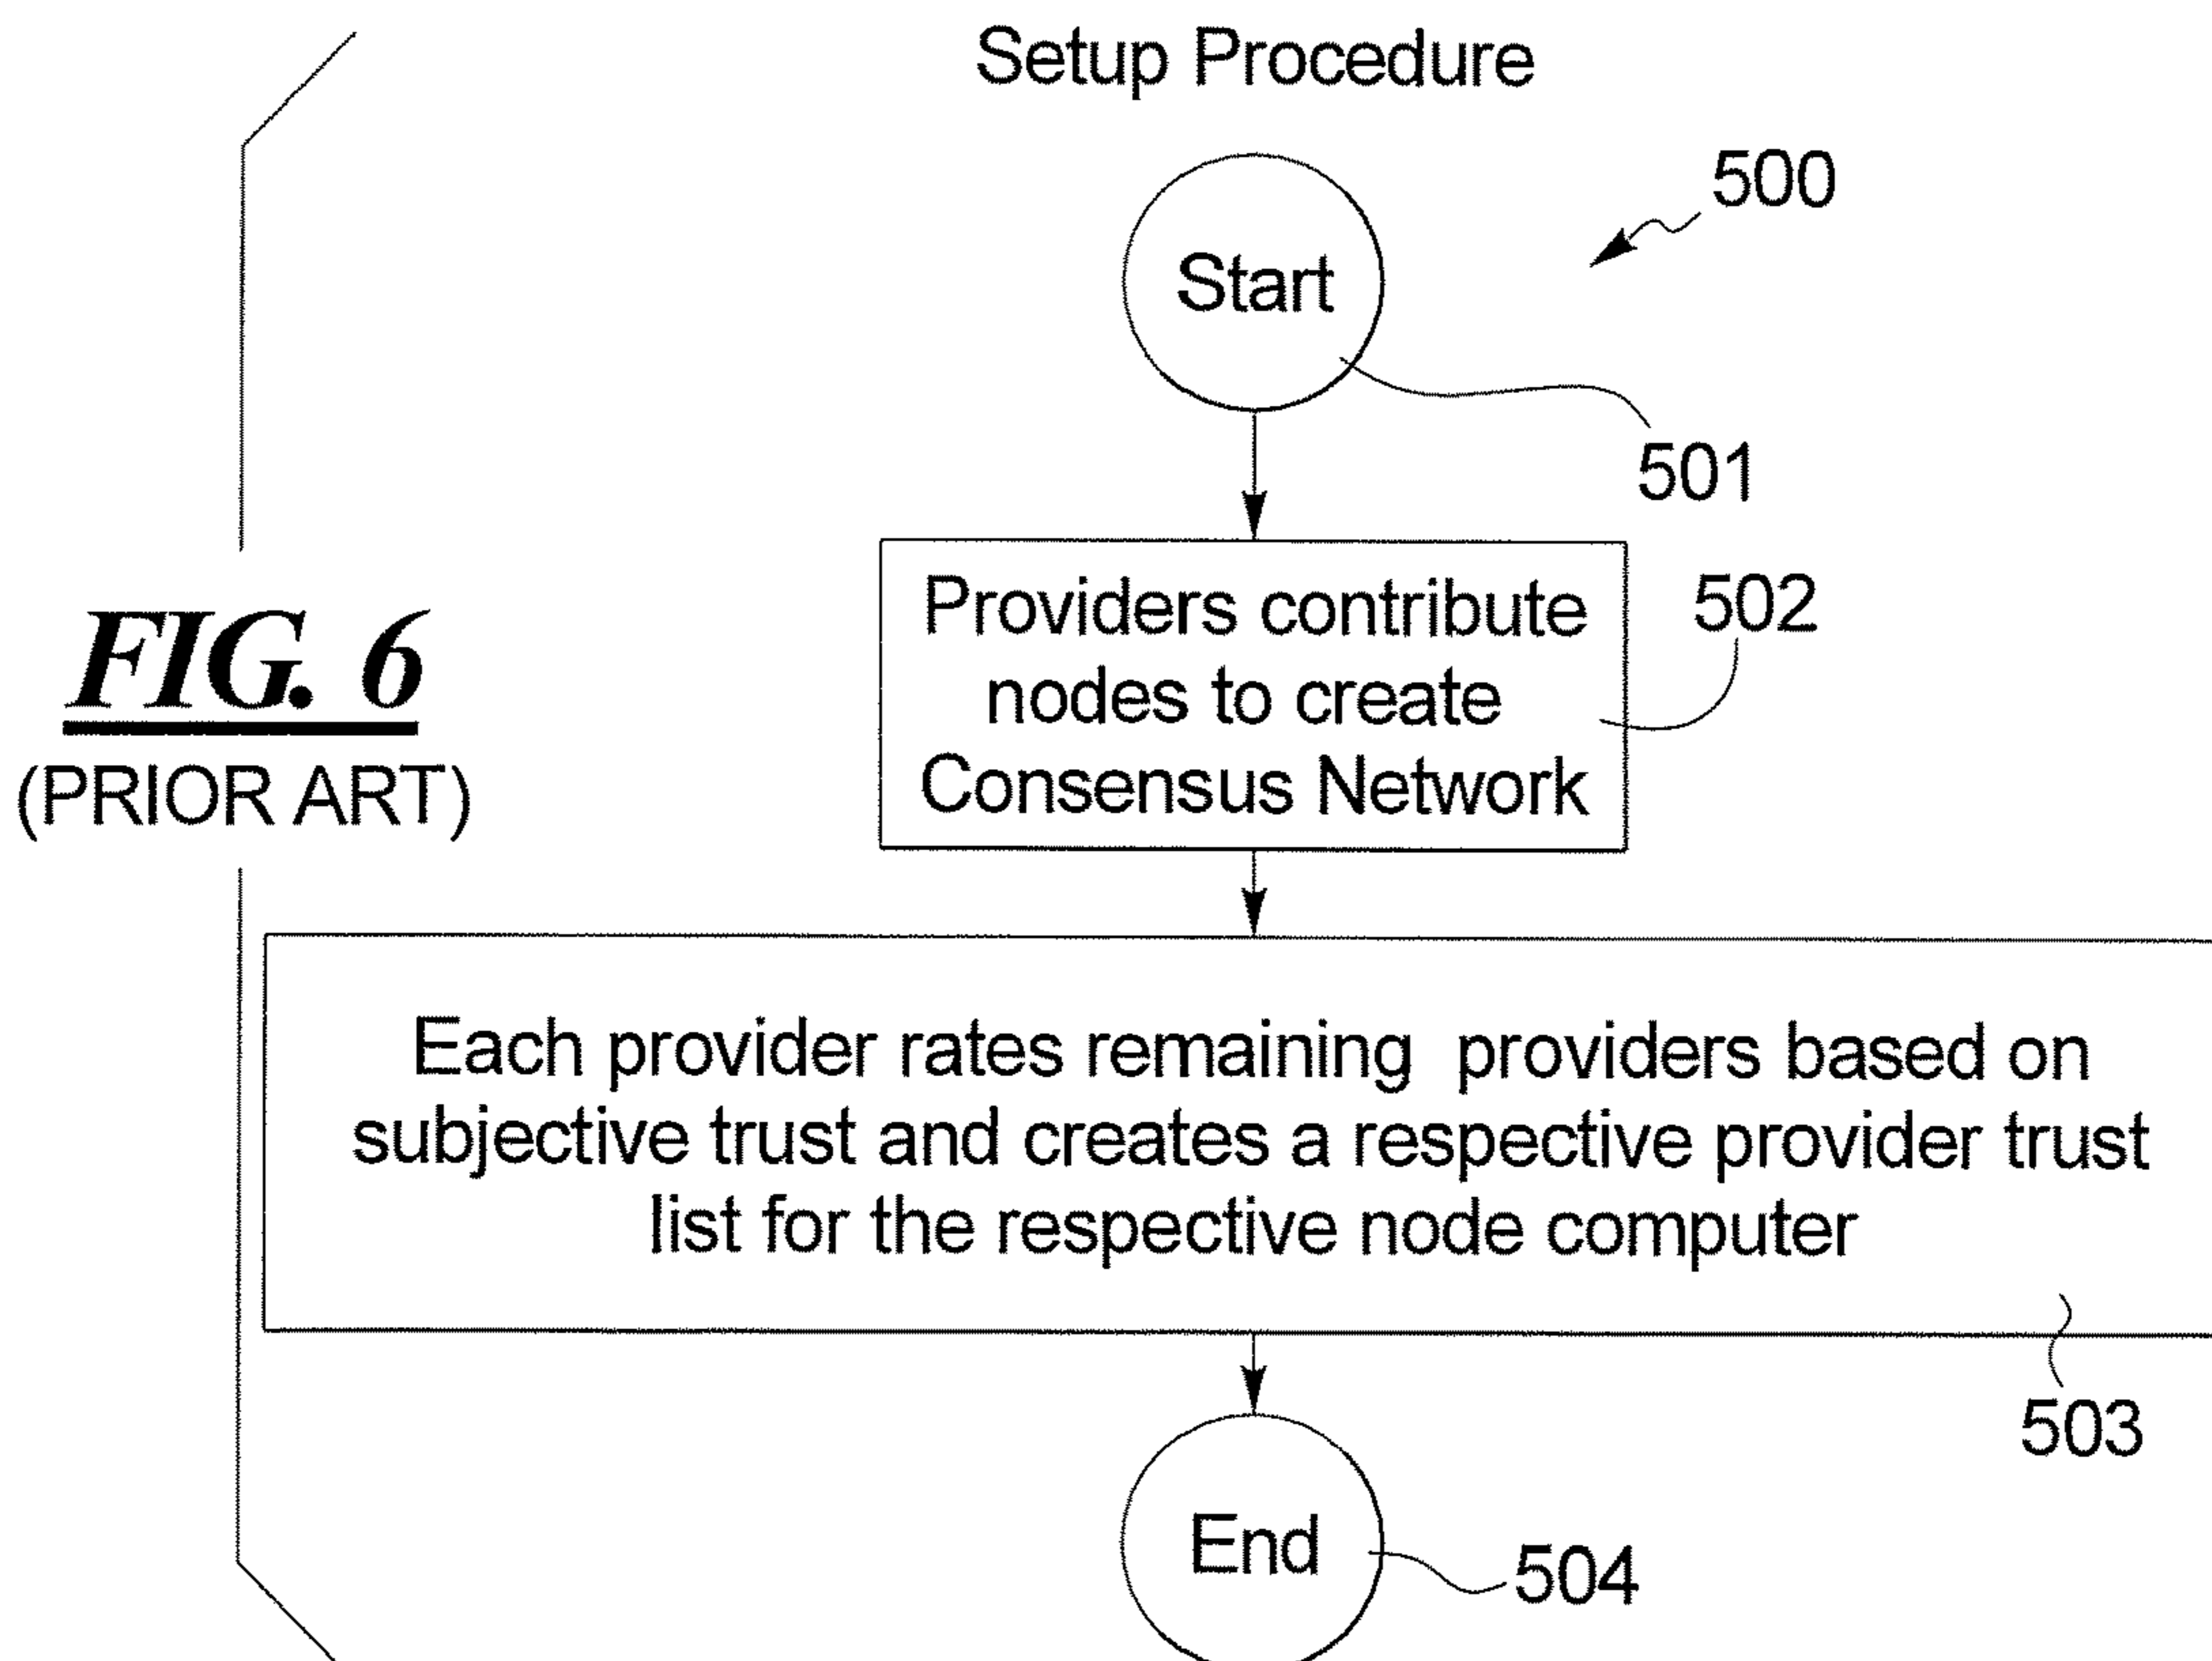 Setup Procedure
500
Start
501
Providers contribute
nodes to create
Consensus Network
502
FIG. 6
(PRIOR ART)
Each provider rates remaining providers based on
subjective trust and creates a respective provider trust
list for the respective node computer
503
End
504